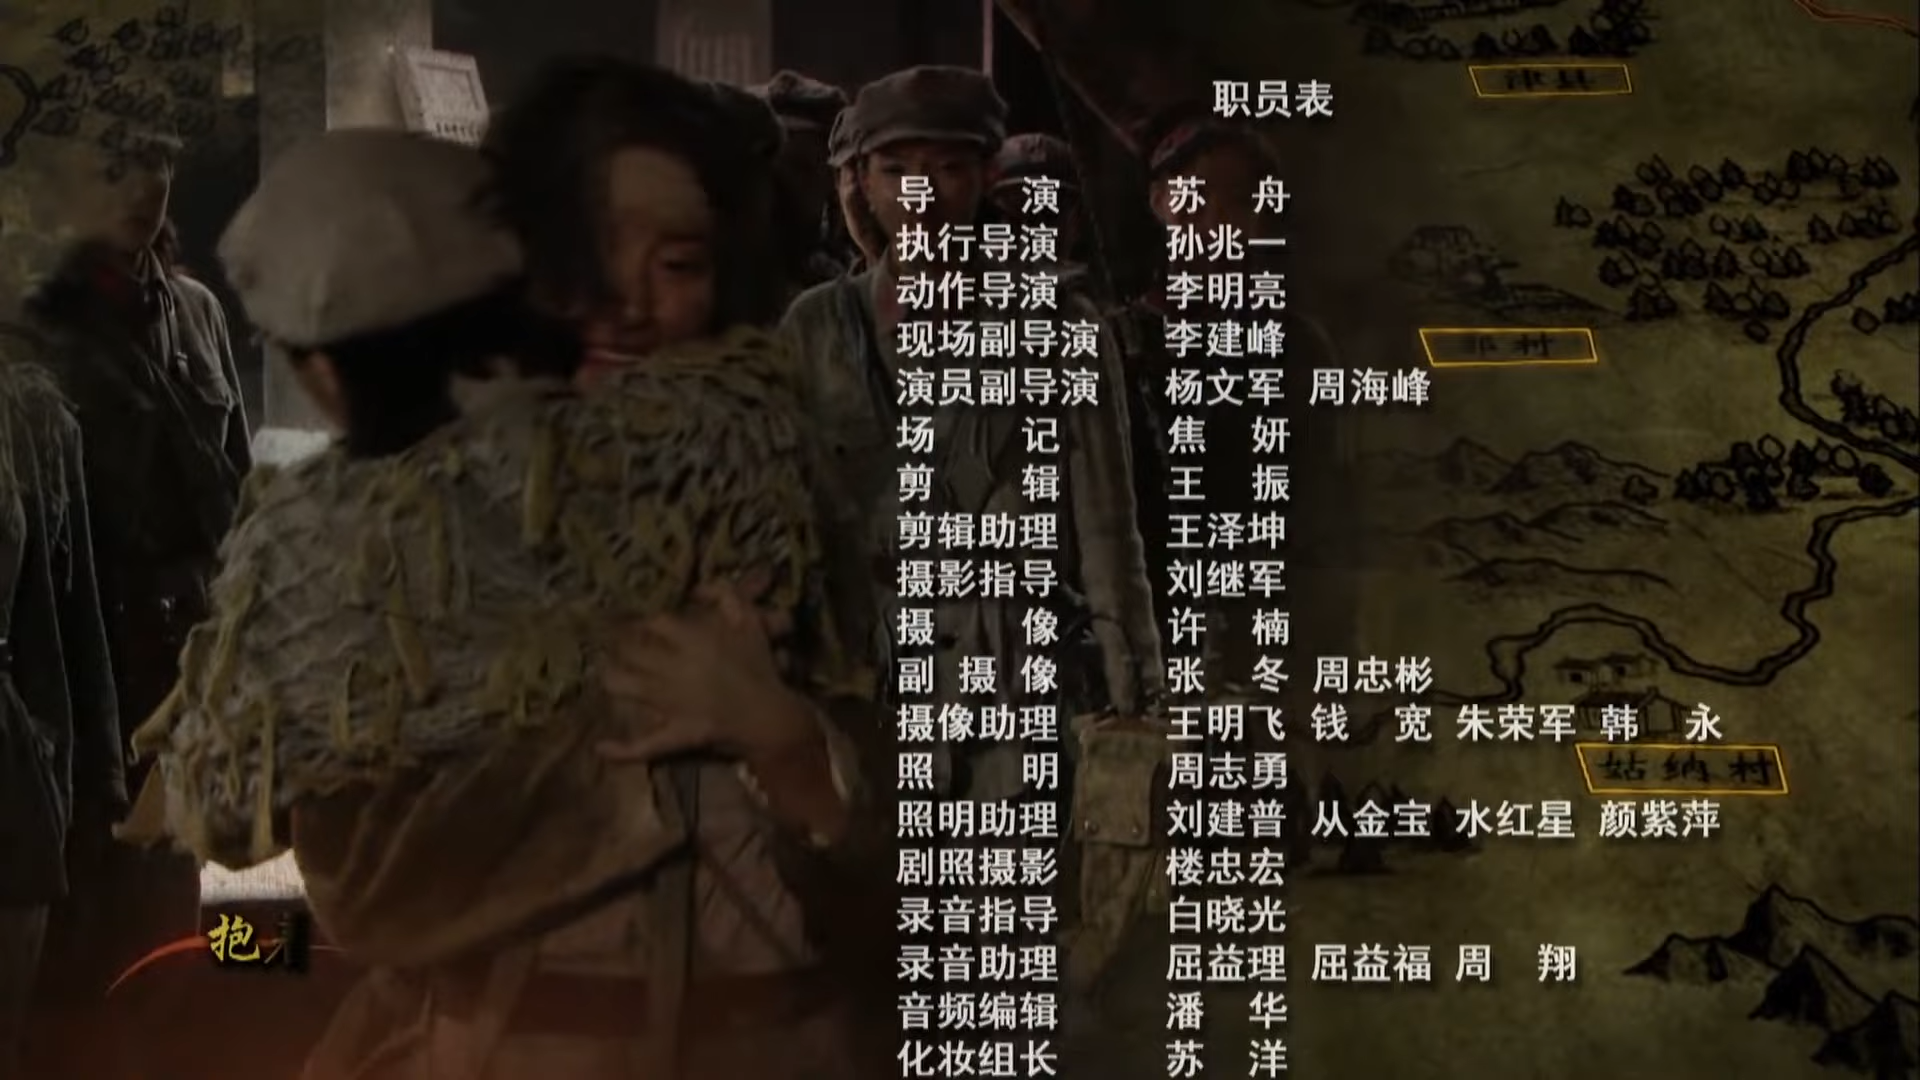 职员表
导演 苏舟
执行导演 孙兆一
动作导演 李明亮
现场副导演 李建峰
演员副导演 杨文军 周海峰
场记 焦妍
剪辑 王振
剪辑助理 王泽坤
摄影指导 刘继军
摄像 许楠
副摄像 张冬 周忠彬
摄像助理 王明飞 钱宽 朱荣军 韩永
照明 周志勇
照明助理 刘建普 从金宝 水红星 颜紫萍
剧照摄影 楼忠宏
录音指导 白晓光
录音助理 屈益理 屈益福 周翔
音频编辑 潘华
化妆组长 苏洋
姑纳村
抱着